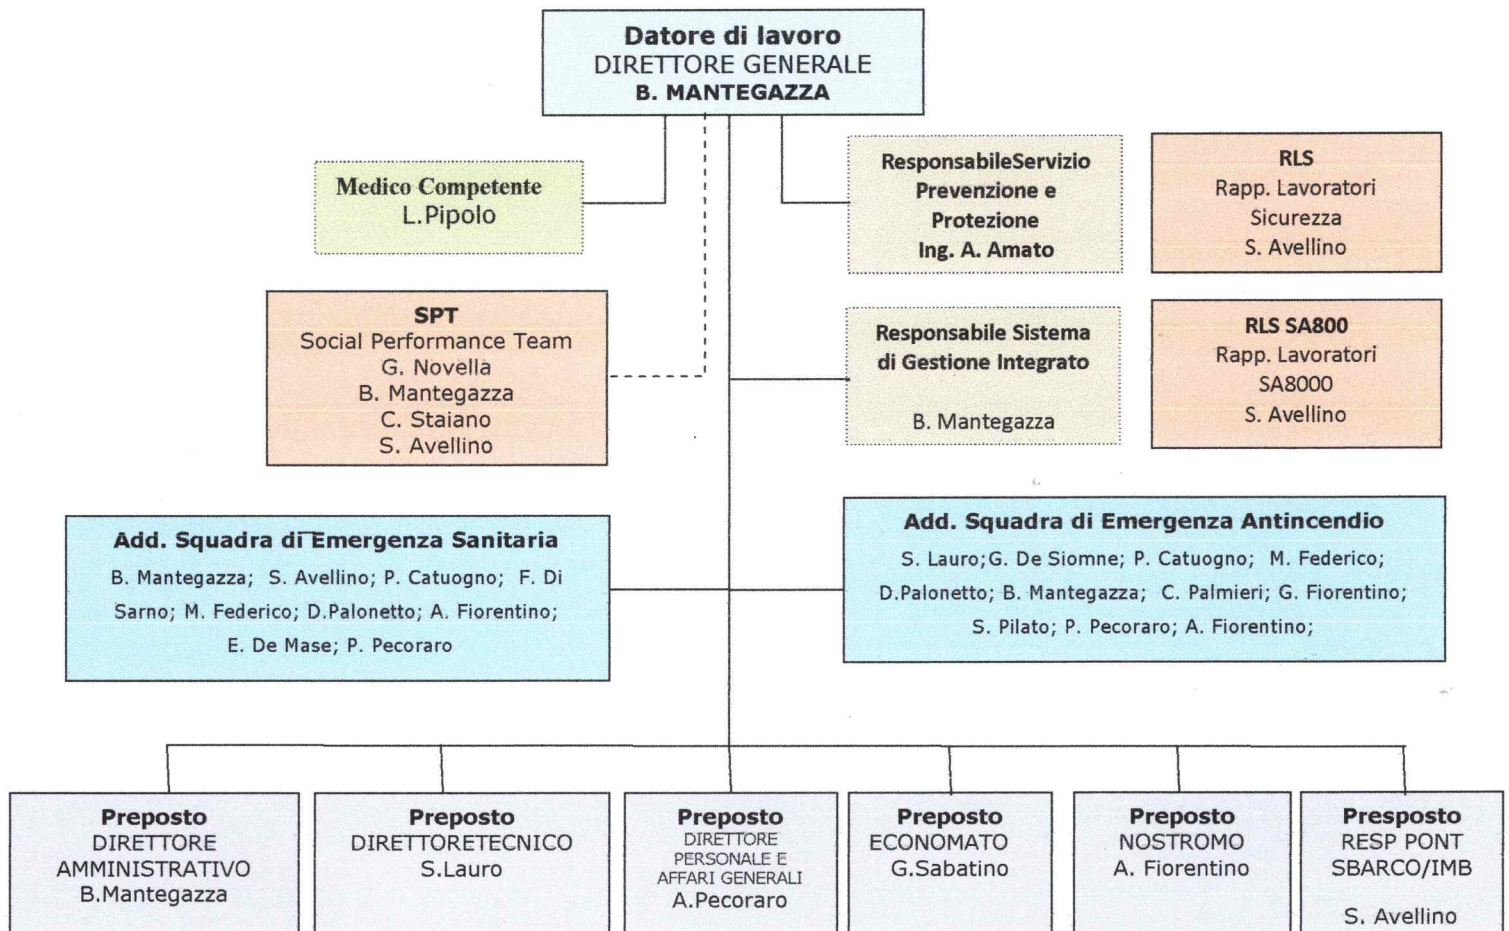 Datore di lavoro
DIRETTORE GENERALE
B. MANTEGAZZA
Medico Competente
L.Pipolo
ResponsabileServizio
Prevenzione e
Protezione
Ing. A. Amato
RLS
Rapp. Lavoratori
Sicurezza
S. Avellino
SPT
Social Performance Team
G. Novella
B. Mantegazza
C. Staiano
S. Avellino
Responsabile Sistema
di Gestione Integrato
B. Mantegazza
RLS SA800
Rapp. Lavoratori
SA8000
S. Avellino
Add. Squadra di Emergenza Sanitaria
B. Mantegazza; S. Avellino; P. Catuogno; F. Di
Sarno; M. Federico; D.Palonetto; A. Fiorentino;
E. De Mase; P. Pecoraro
Add. Squadra di Emergenza Antincendio
S. Lauro;G. De Siomne; P. Catuogno; M. Federico;
D.Palonetto; B. Mantegazza; C. Palmieri; G. Fiorentino;
S. Pilato; P. Pecoraro; A. Fiorentino;
Preposto
DIRETTORE
AMMINISTRATIVO
B.Mantegazza
Preposto
DIRETTORETECNICO
S.Lauro
Preposto
DIRETTORE
PERSONALE E
AFFARI GENERALI
A.Pecoraro
Preposto
ECONOMATO
G.Sabatino
Preposto
NOSTROMO
A. Fiorentino
Presposto
RESP PONT
SBARCO/IMB
S. Avellino